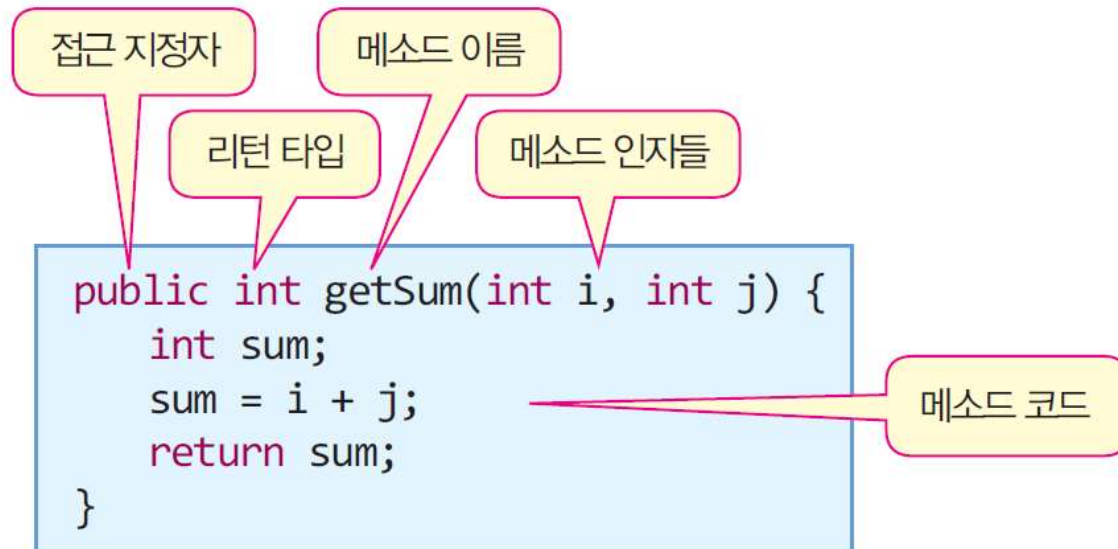 접근 지정자
메소드 이름
리턴 타입
메소드 인자들
public int getSum(int i, int j) {
int sum;
sum = i + j;
return sum;
}
메소드 코드